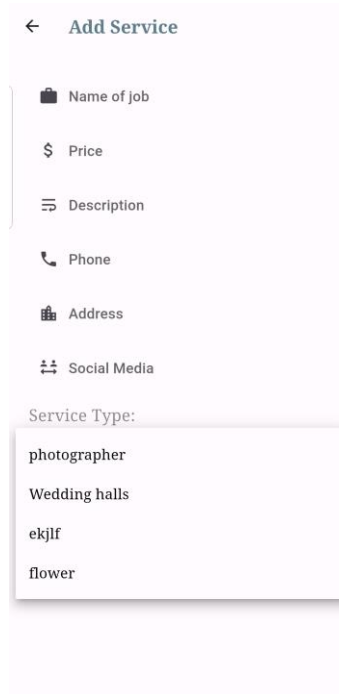 Add Service
Name of job
Price
Description
Phone
Address
Social Media
Service Type:
photographer
Wedding halls
ekjlf
flower